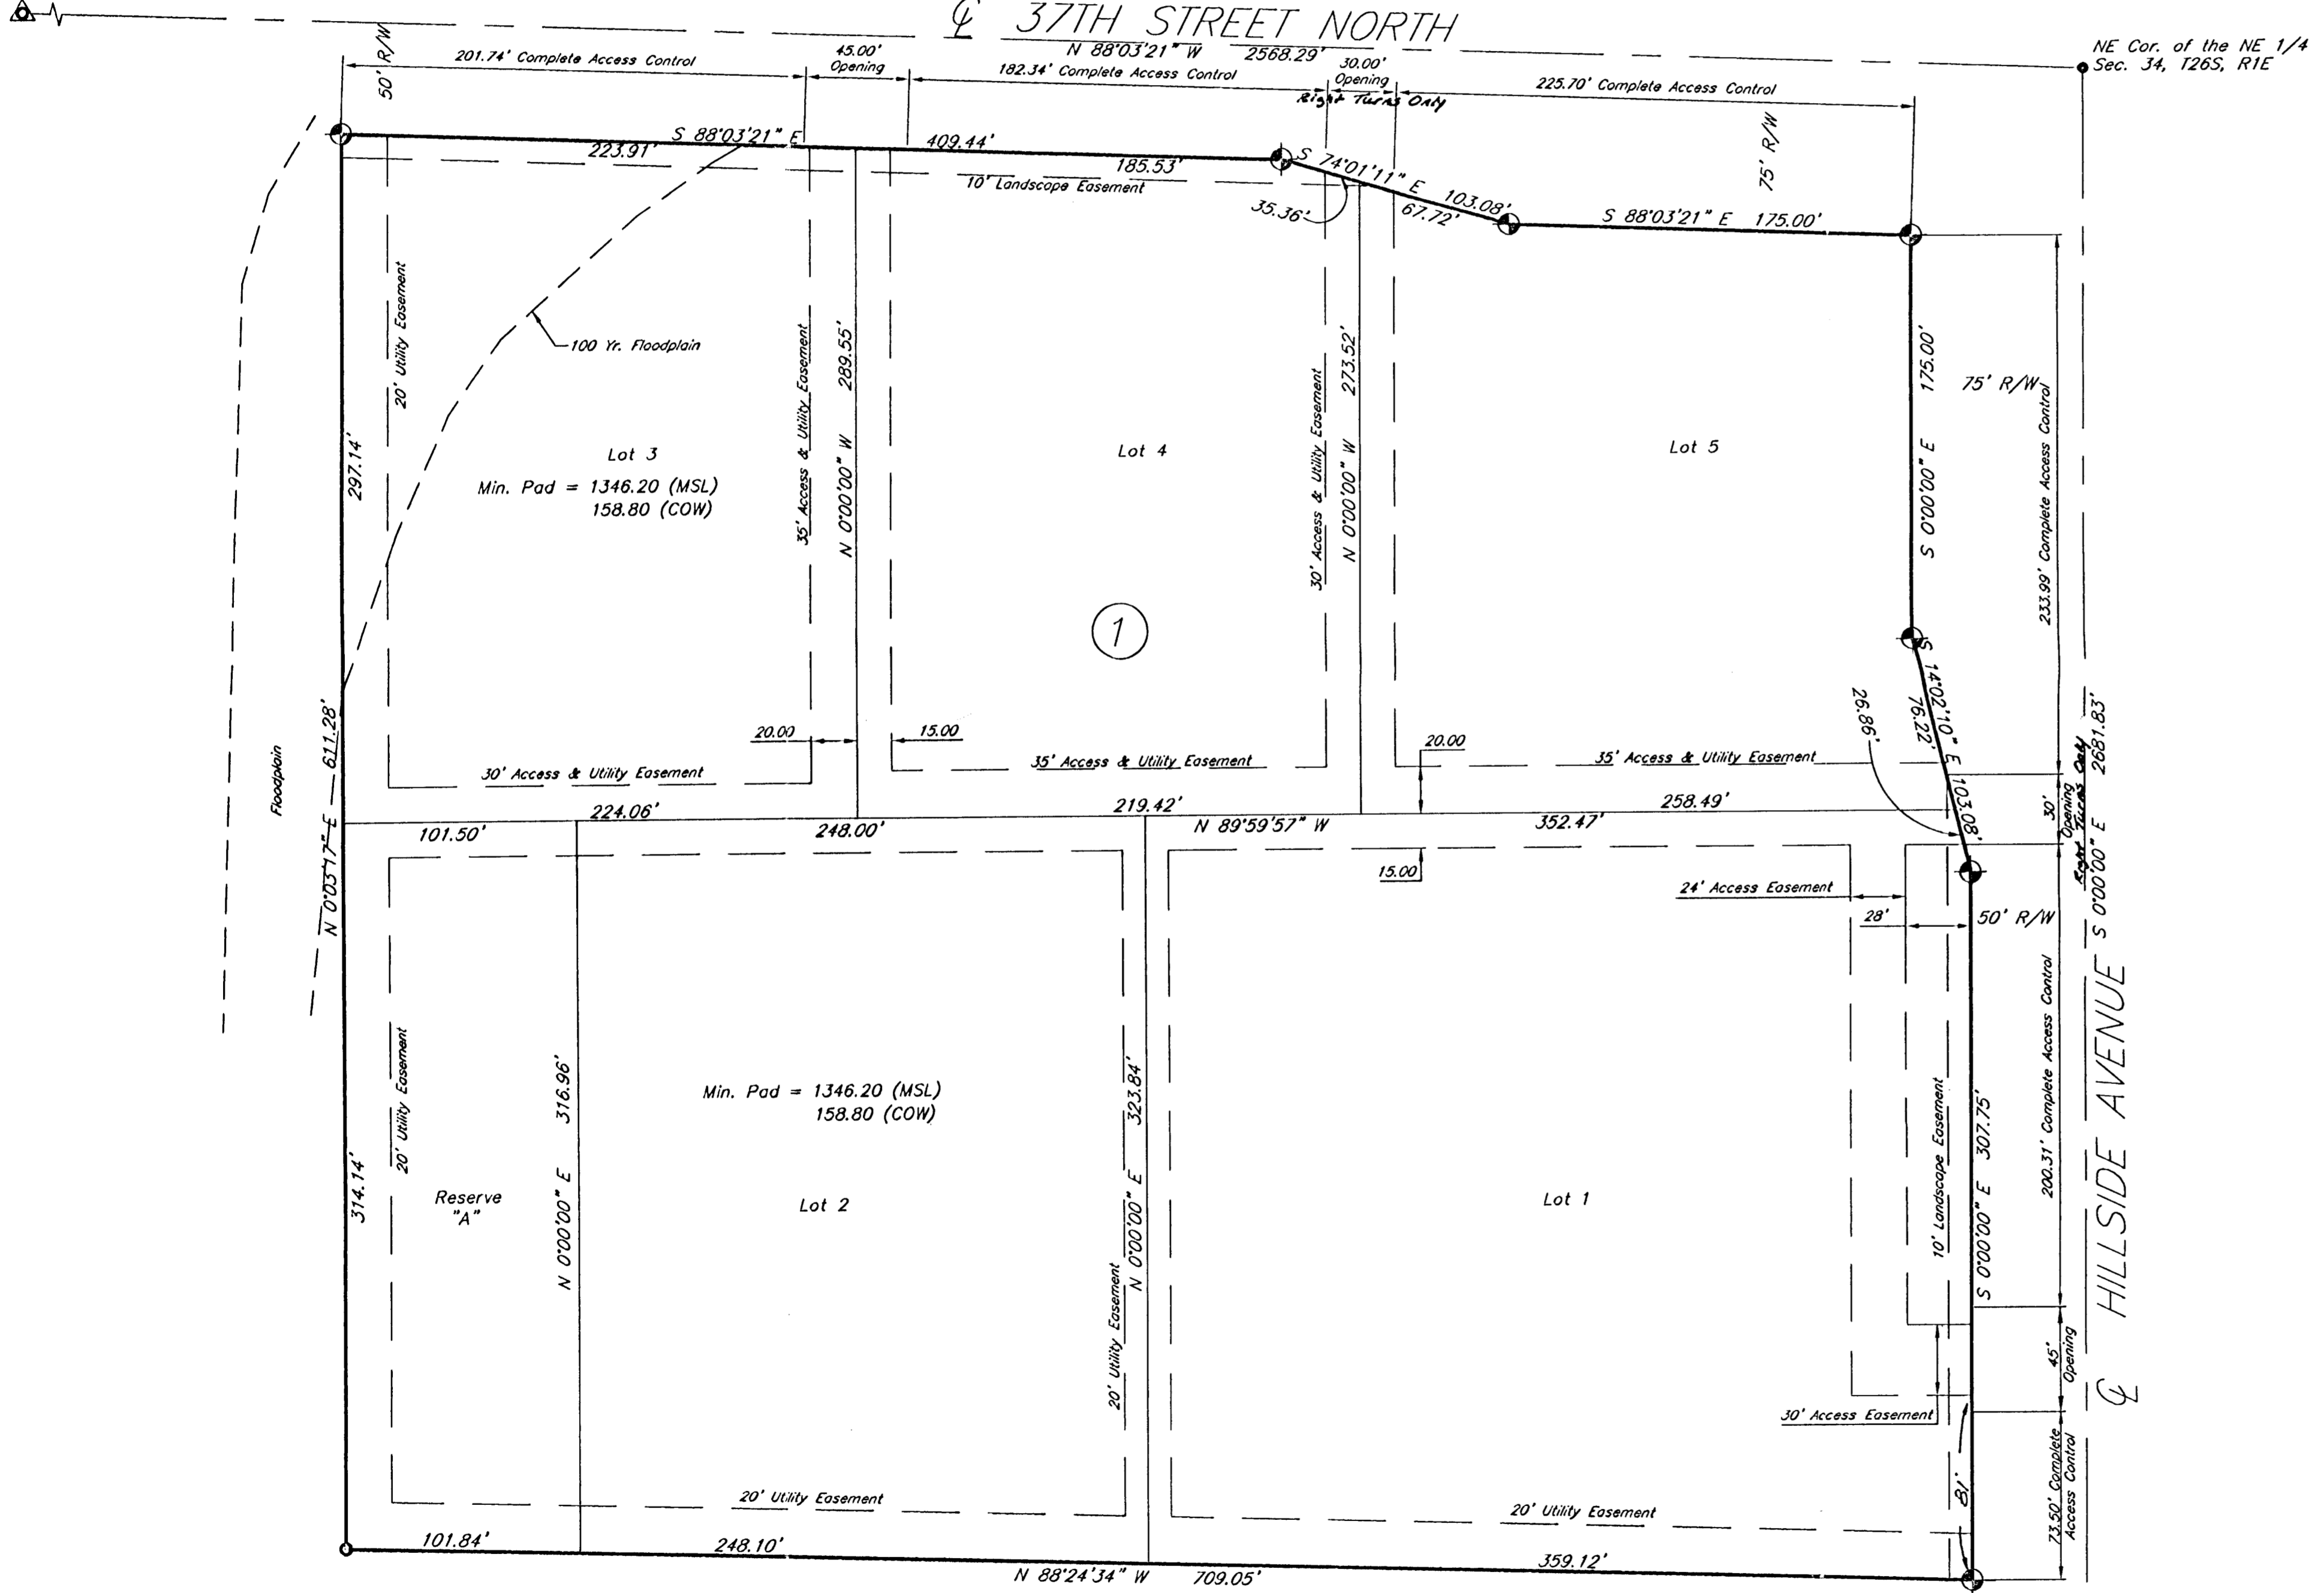 ℄ 37TH STREET NORTH
N 88°03'21" W 2568.29'
NE Cor. of the NE 1/4
Sec. 34, T26S, R1E
50' R/W
201.74' Complete Access Control
45.00'
Opening
182.34' Complete Access Control
30.00'
Opening
Right Turns Only
225.70' Complete Access Control
75' R/W
S 88°03'21" E
409.44'
223.91'
185.53'
10' Landscape Easement
S 74°01'11" E 103.08'
35.36'
67.72'
S 88°03'21" E 175.00'
20' Utility Easement
100 Yr. Floodplain
297.14'
Lot 3
Min. Pad = 1346.20 (MSL)
158.80 (COW)
35' Access & Utility Easement
N 0°00'00" W 289.55'
Lot 4
1
30' Access & Utility Easement
N 0°00'00" W 273.52'
Lot 5
S 0°00'00" E 175.00'
75' R/W
233.99' Complete Access Control
S 14°02'10" E 103.08'
76.22'
26.86'
Floodplain
N 0°03'17" E 611.28'
20.00
15.00
20.00
30' Access & Utility Easement
35' Access & Utility Easement
35' Access & Utility Easement
224.06'
219.42'
258.49'
101.50'
248.00'
N 89°59'57" W
352.47'
30'
Opening
Right Turns Only
S 0°00'00" E 2681.83'
15.00
24' Access Easement
28'
50' R/W
20' Utility Easement
314.14'
Reserve
"A"
N 0°00'00" E 316.96'
Min. Pad = 1346.20 (MSL)
158.80 (COW)
Lot 2
20' Utility Easement
N 0°00'00" E 323.84'
Lot 1
10' Landscape Easement
S 0°00'00" E 307.75'
200.31' Complete Access Control
℄ HILLSIDE AVENUE
45'
Opening
30' Access Easement
81'
73.50' Complete
Access Control
20' Utility Easement
20' Utility Easement
101.84'
248.10'
359.12'
N 88°24'34" W 709.05'